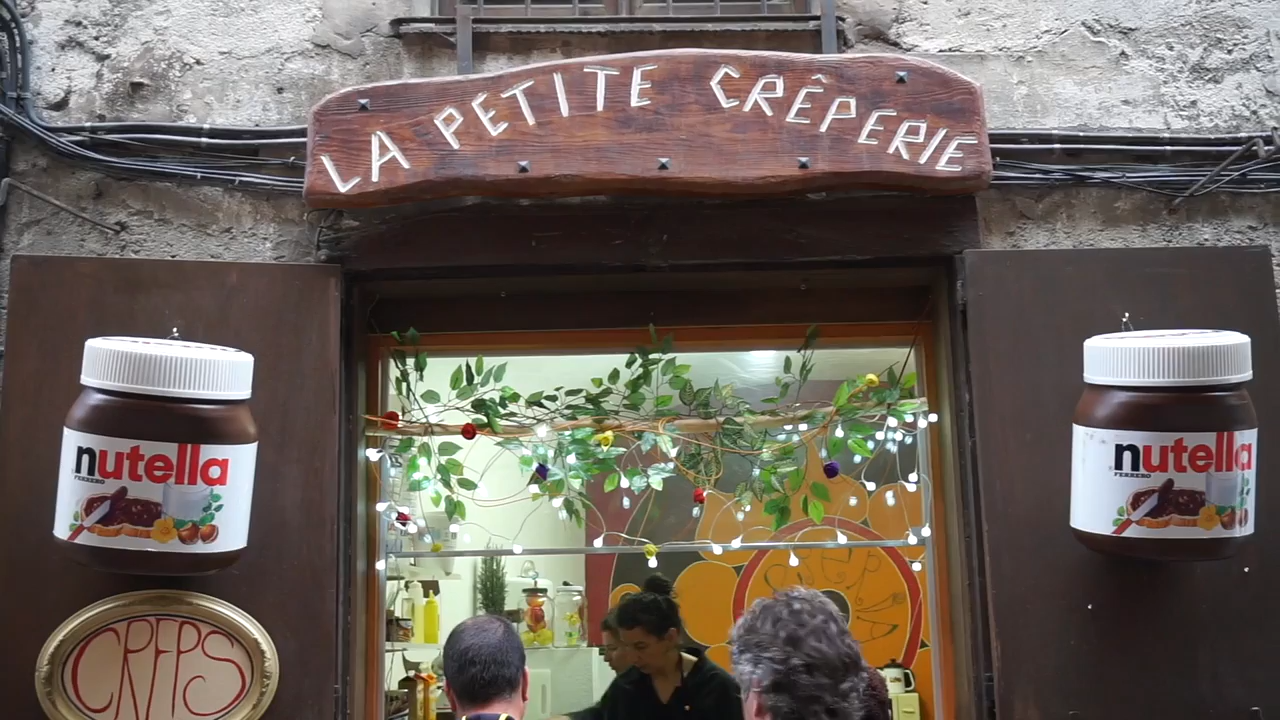 LA PETITE CRÊPERIE
nutella
FERRERO
nutella
FERRERO
CREPS